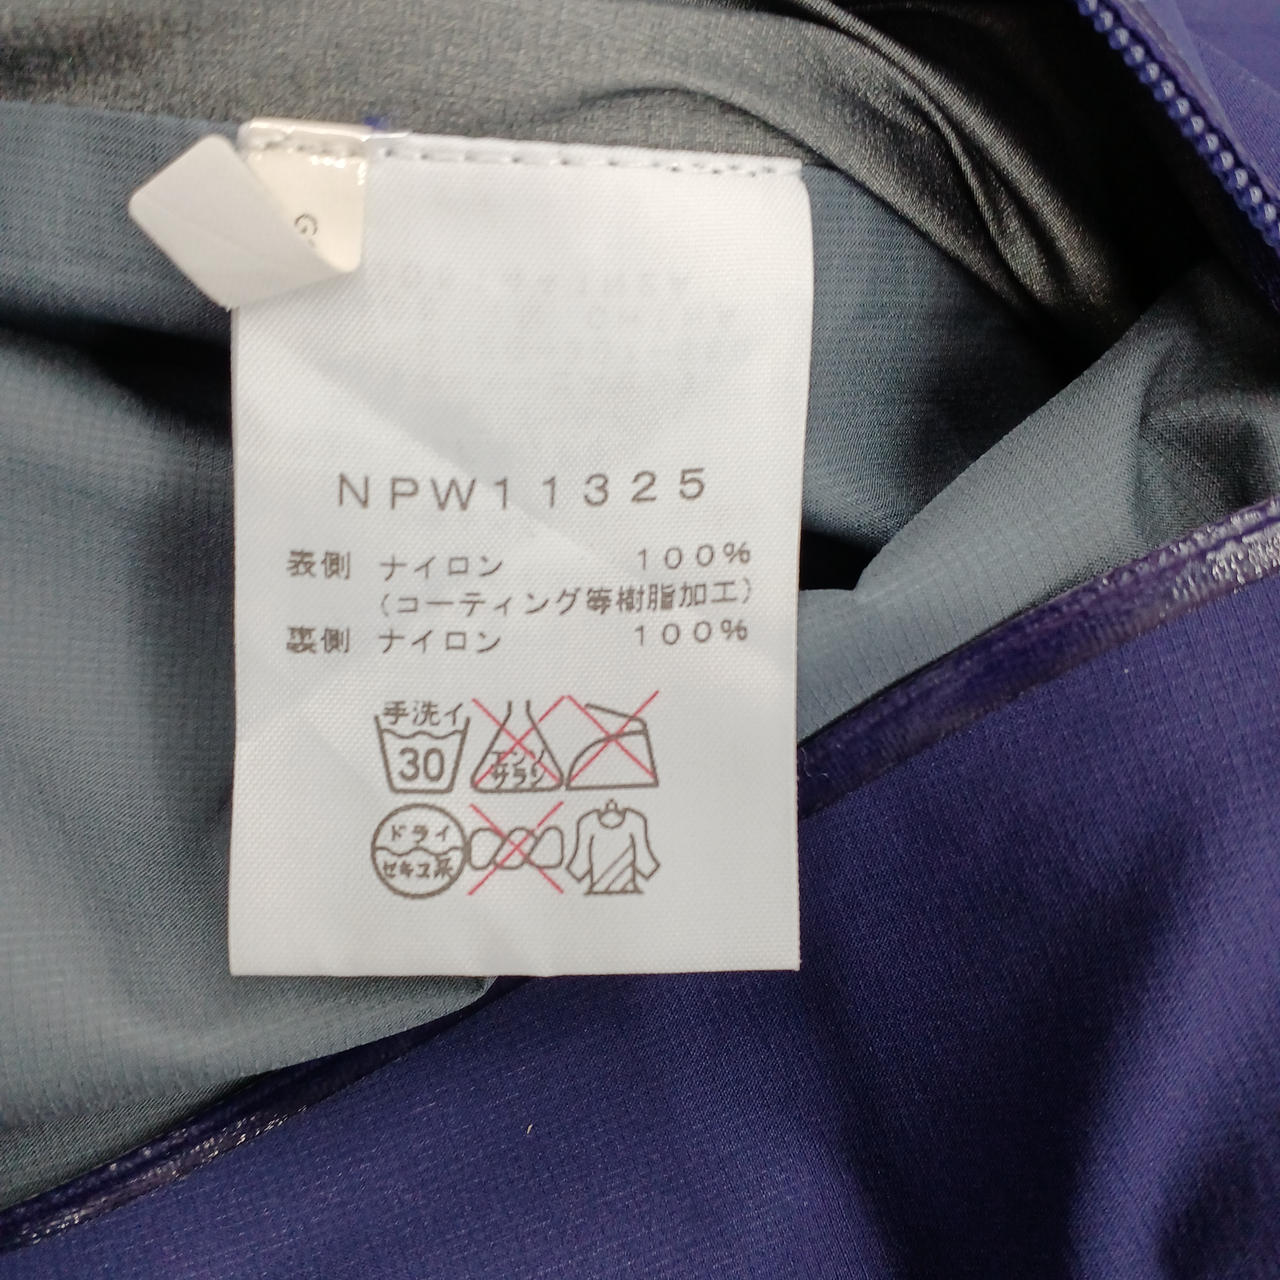 G
NPW11325
表側 ナイロン 100%
(コーティング等樹脂加工)
裏側 ナイロン 100%
手洗イ
30
エンソ
サラシ
ドライ
セキユ系